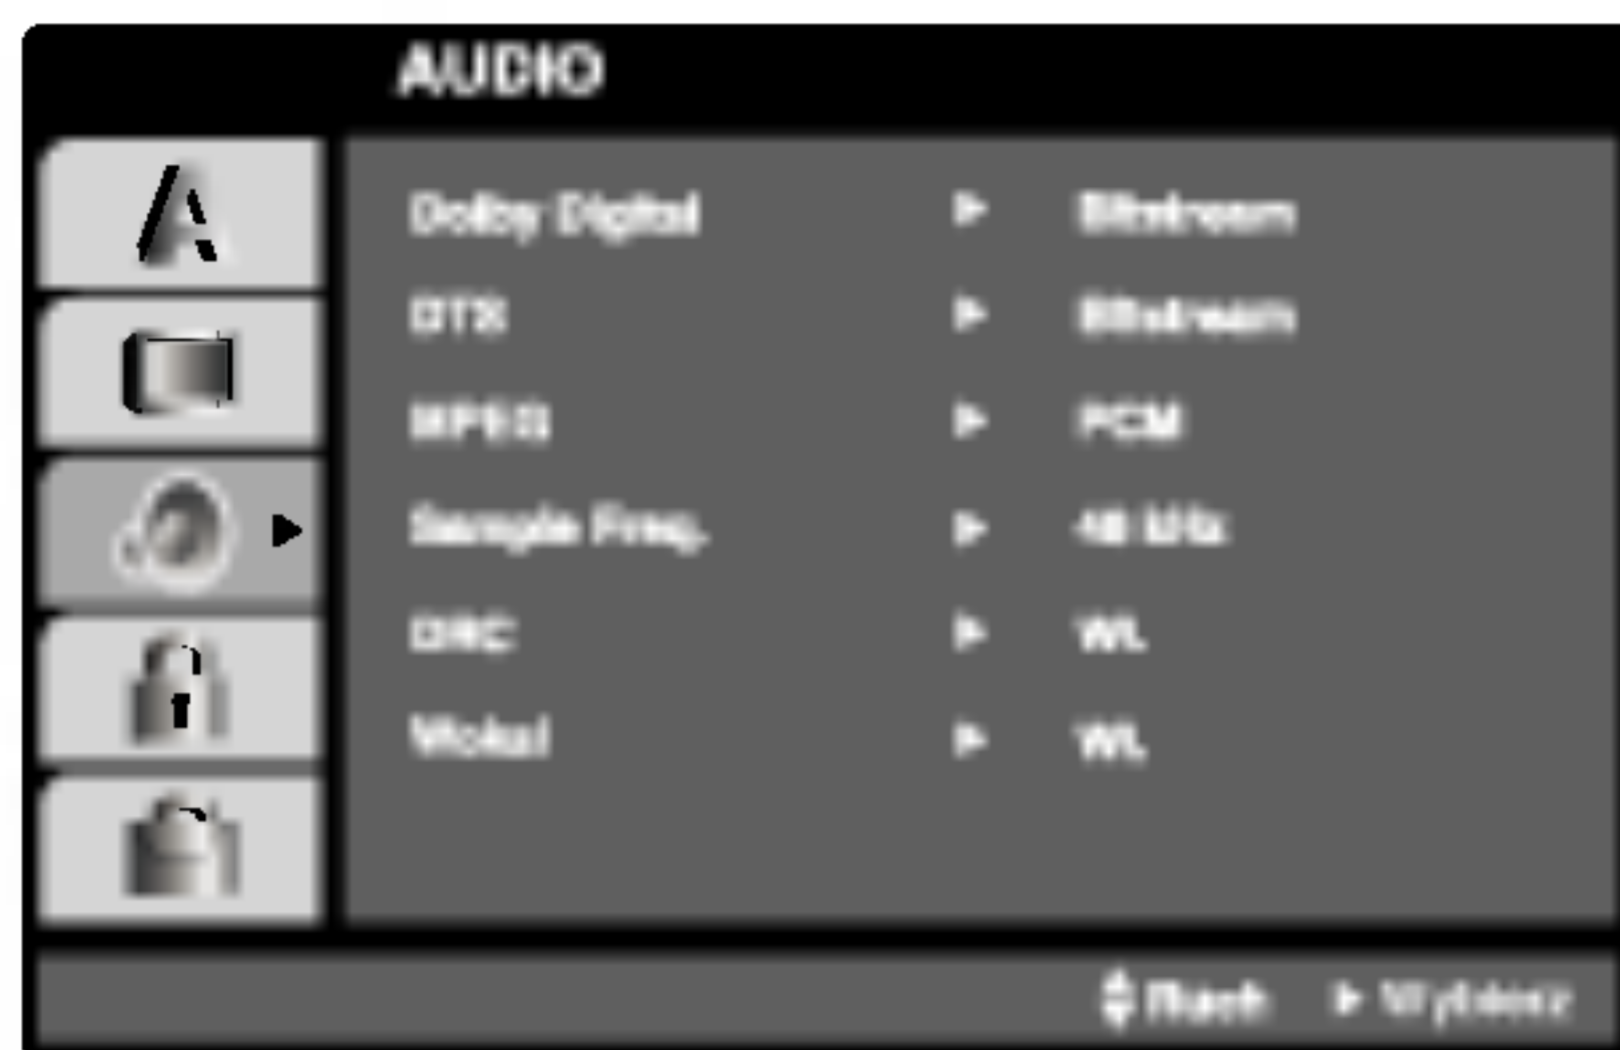 AUDIO
Dolby Digital Bitstream
DTS Bitstream
MPEG PCM
Sample Freq. 48 kHz
DRC WŁ.
Wokal WŁ.
Ruch Wybierz